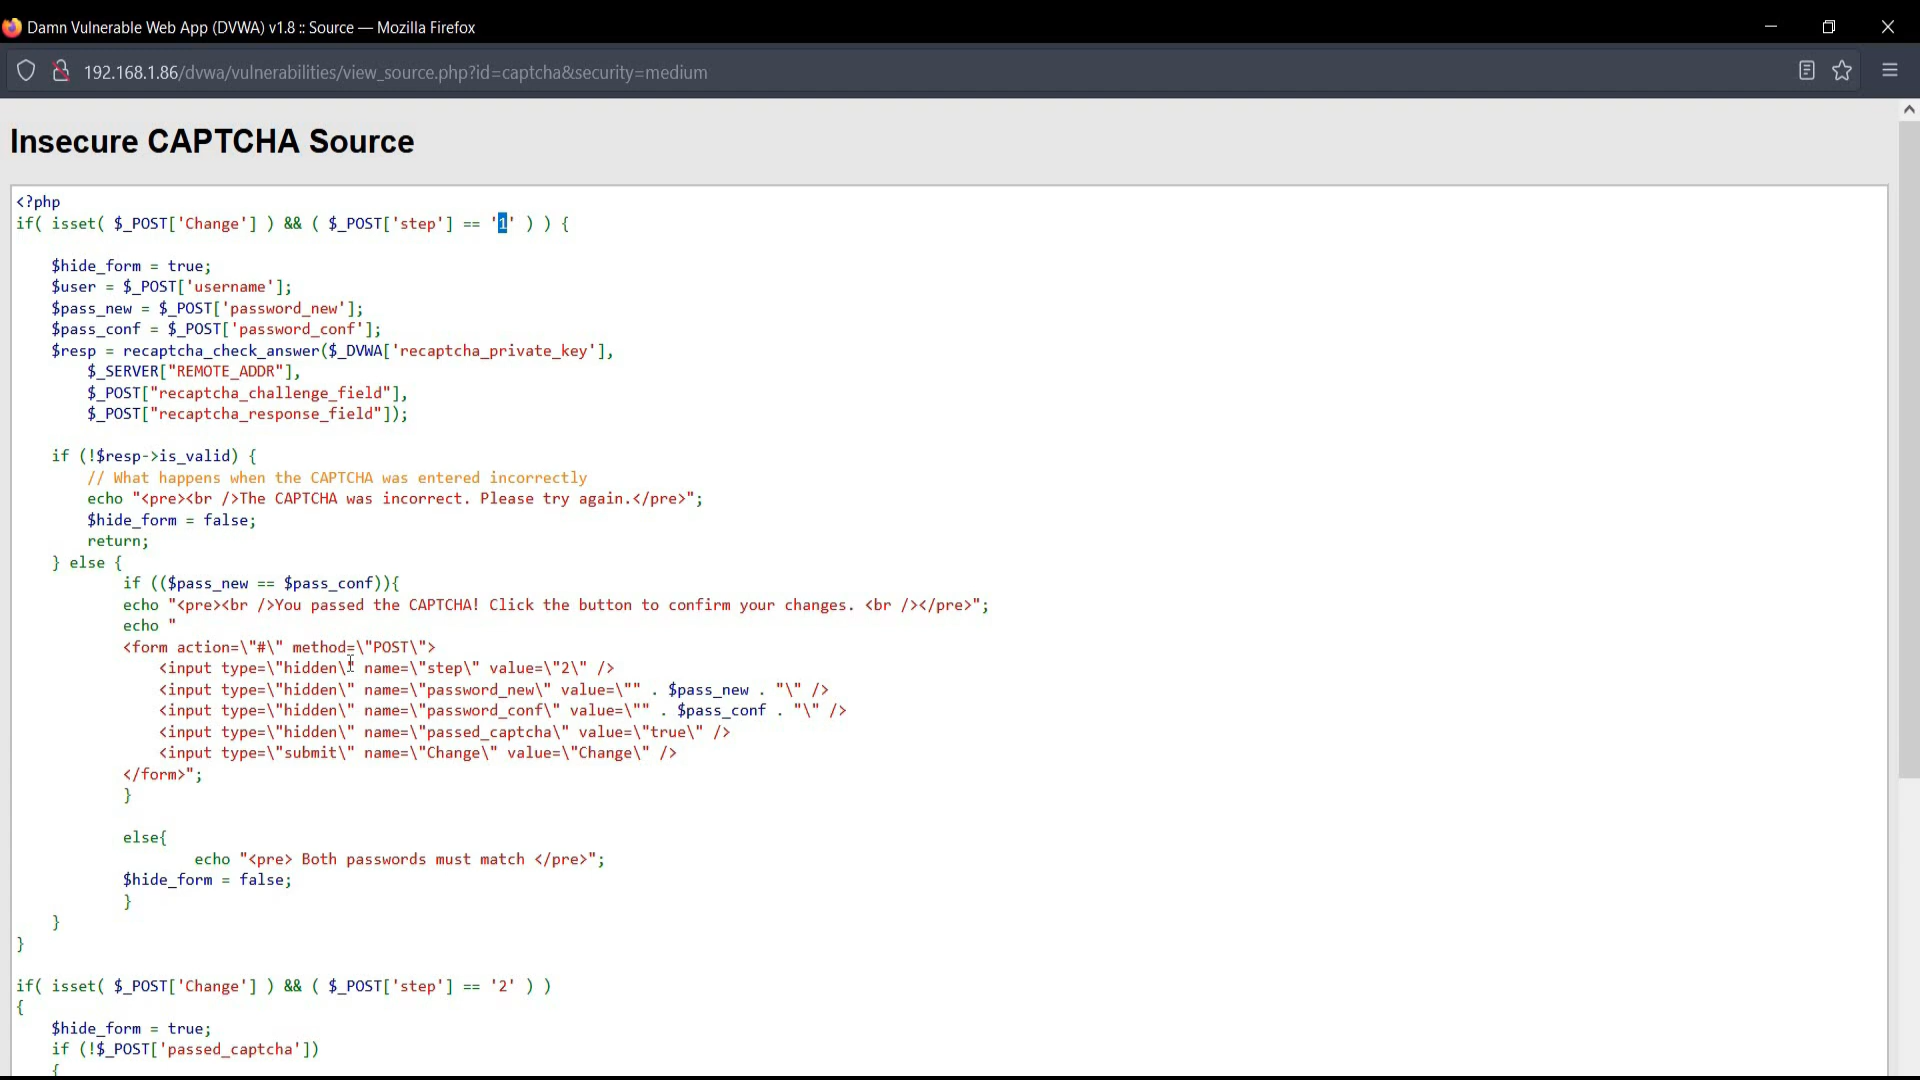 Damn Vulnerable Web App (DVWA) v1.8 :: Source — Mozilla Firefox
192.168.1.86/dvwa/vulnerabilities/view_source.php?id=captcha&security=medium
Insecure CAPTCHA Source
<?php
if( isset( $_POST['Change'] ) && ( $_POST['step'] == '1' ) ) {
$hide_form = true;
$user = $_POST['username'];
$pass_new = $_POST['password_new'];
$pass_conf = $_POST['password_conf'];
$resp = recaptcha_check_answer($_DVWA['recaptcha_private_key'],
$_SERVER["REMOTE_ADDR"],
$_POST["recaptcha_challenge_field"],
$_POST["recaptcha_response_field"]);
if (!$resp->is_valid) {
// What happens when the CAPTCHA was entered incorrectly
echo "<pre><br />The CAPTCHA was incorrect. Please try again.</pre>";
$hide_form = false;
return;
} else {
if (($pass_new == $pass_conf)){
echo "<pre><br />You passed the CAPTCHA! Click the button to confirm your changes. <br /></pre>";
echo "
<form action=\"#\" method=\"POST\">
<input type=\"hidden\" name=\"step\" value=\"2\" />
<input type=\"hidden\" name=\"password_new\" value=\"" . $pass_new . "\" />
<input type=\"hidden\" name=\"password_conf\" value=\"" . $pass_conf . "\" />
<input type=\"hidden\" name=\"passed_captcha\" value=\"true\" />
<input type=\"submit\" name=\"Change\" value=\"Change\" />
</form>";
}
else{
echo "<pre> Both passwords must match </pre>";
$hide_form = false;
}
}
}
if( isset( $_POST['Change'] ) && ( $_POST['step'] == '2' ) )
{
$hide_form = true;
if (!$_POST['passed_captcha'])
{